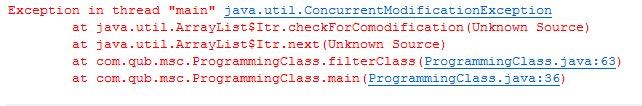 Exception in thread "main" java.util.ConcurrentModificationException
at java.util.ArrayList$Itr.checkForComodification(Unknown Source)
at java.util.ArrayList$Itr.next(Unknown Source)
at com.qub.msc.ProgrammingClass.filterClass(ProgrammingClass.java:63)
at com.qub.msc.ProgrammingClass.main(ProgrammingClass.java:36)